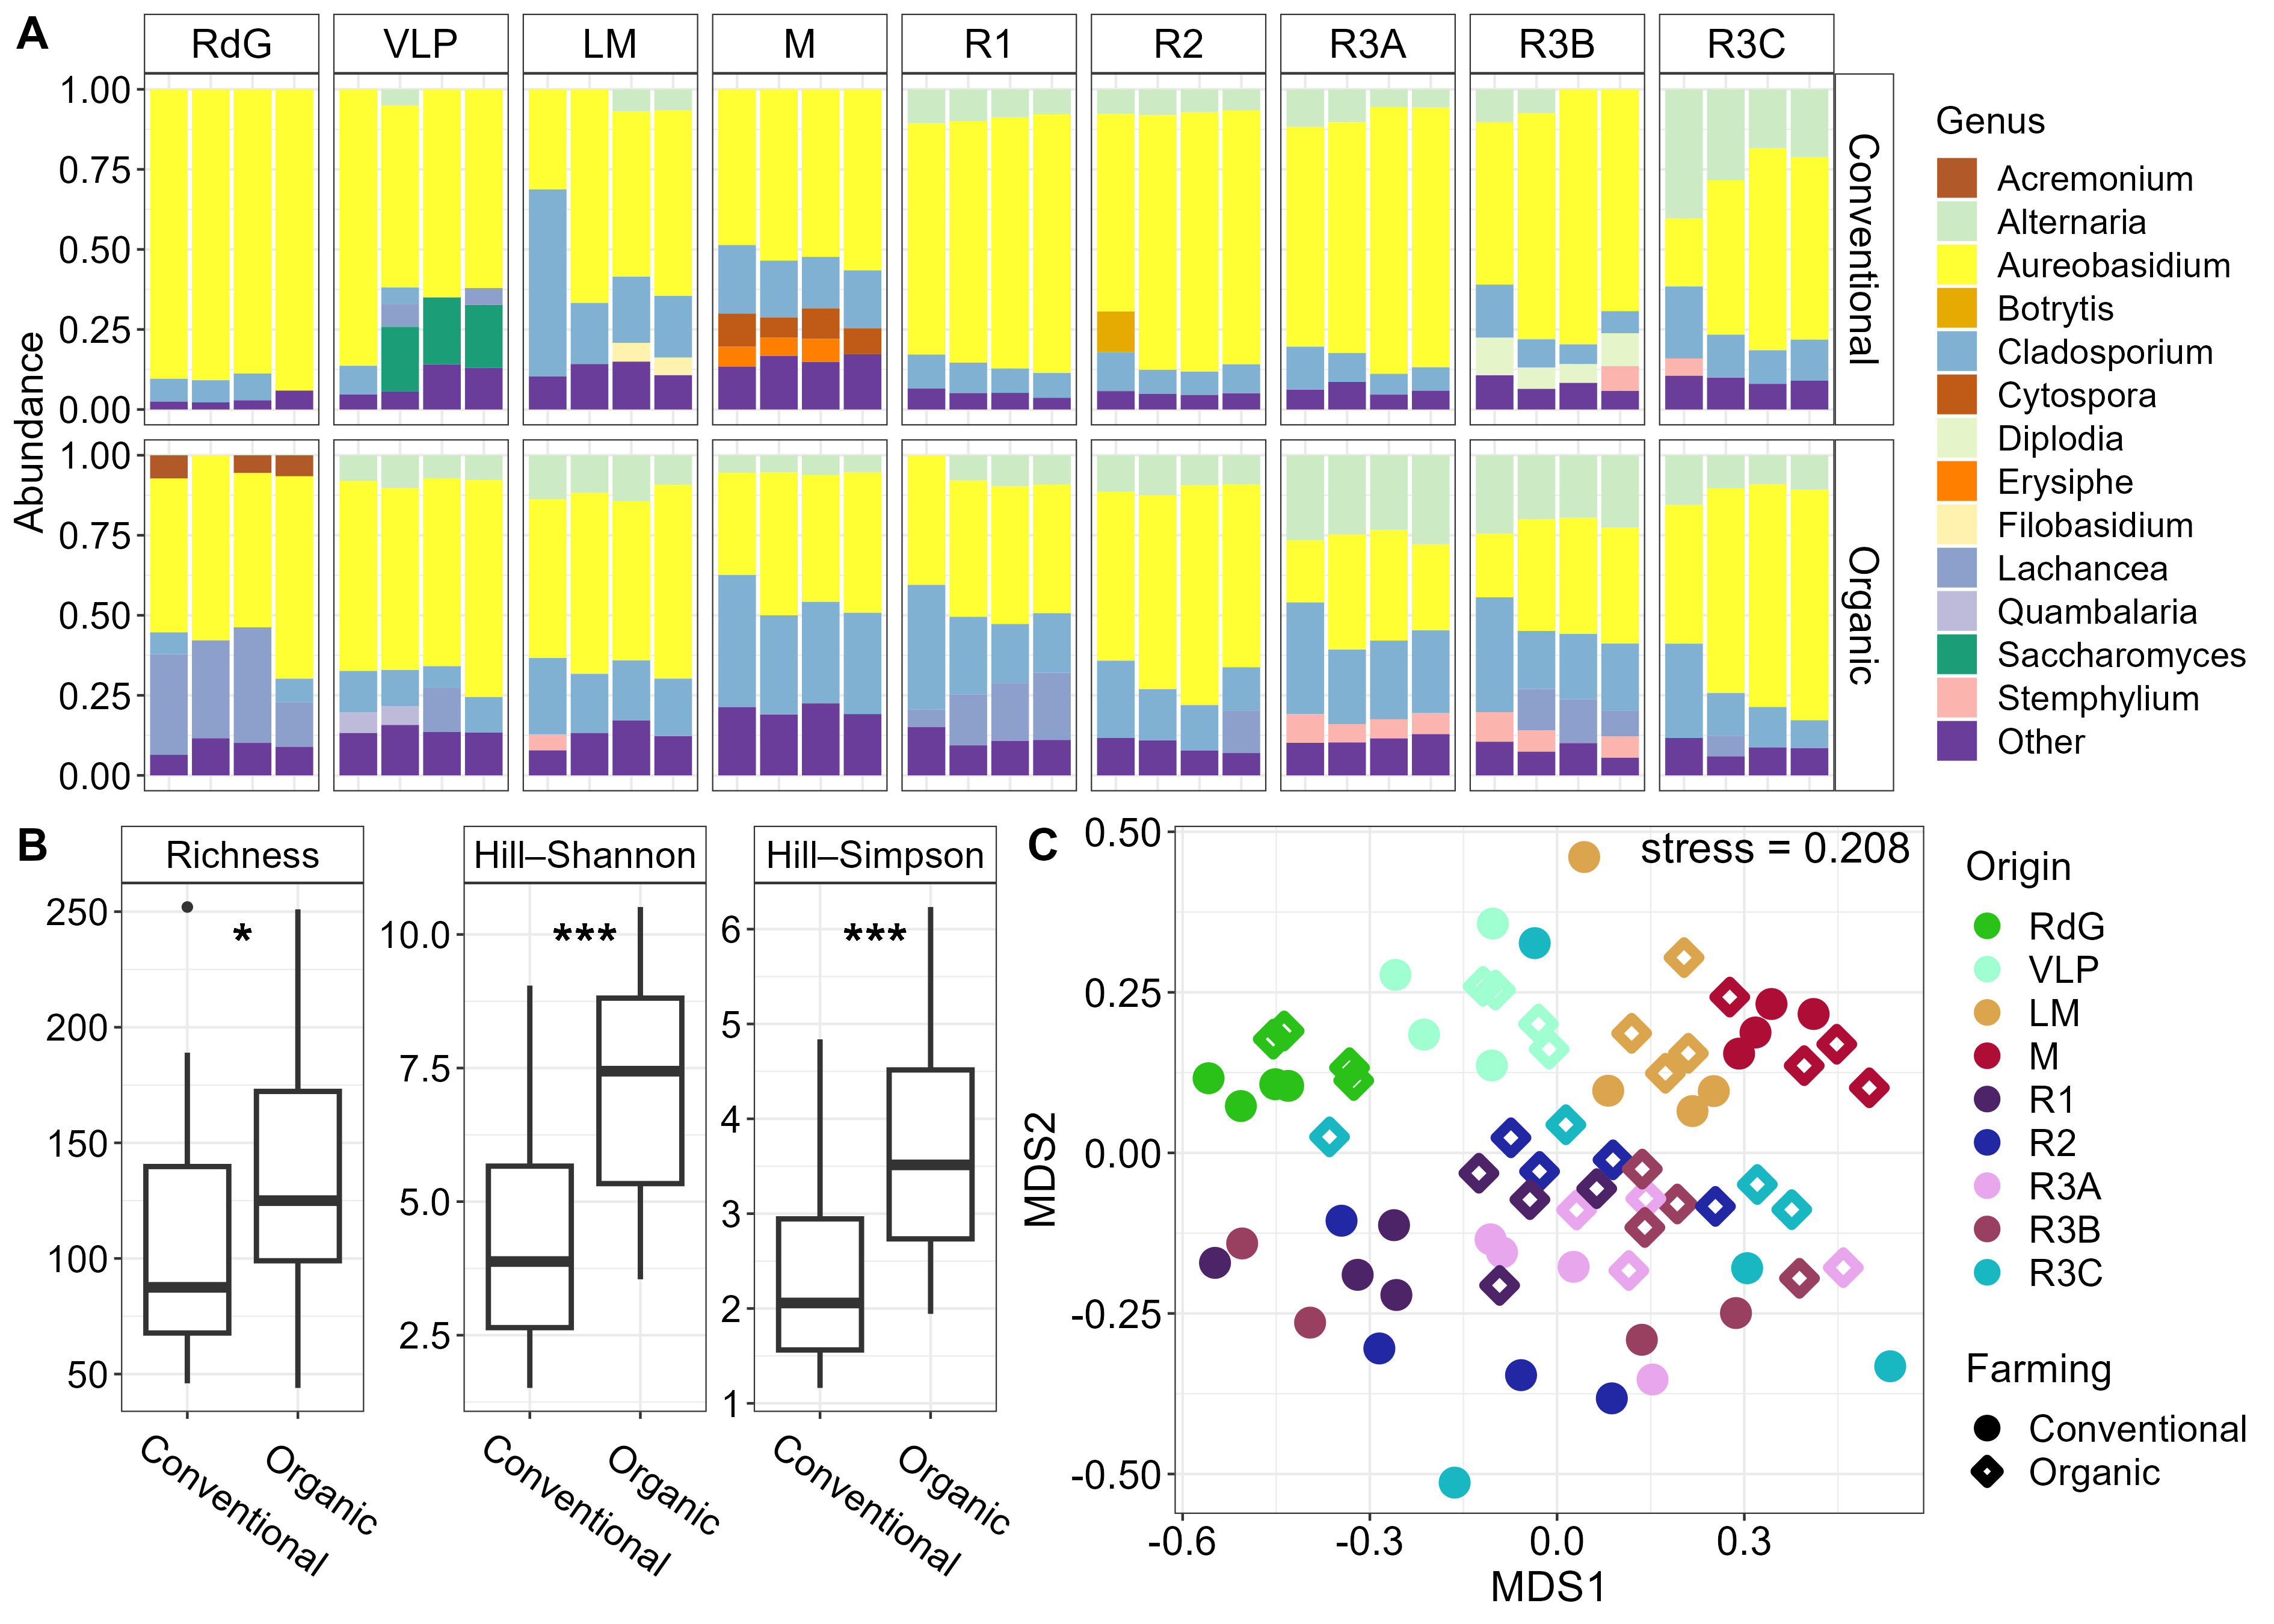 A
RdG VLP LM M R1 R2 R3A R3B R3C
1.00
0.75
0.50
0.25
0.00
Conventional
1.00
0.75
0.50
0.25
0.00
Organic
Abundance
Genus
Acremonium
Alternaria
Aureobasidium
Botrytis
Cladosporium
Cytospora
Diplodia
Erysiphe
Filobasidium
Lachancea
Quambalaria
Saccharomyces
Stemphylium
Other
B
Richness
250
200
150
100
50
*
Conventional
Organic
Hill–Shannon
10.0
7.5
5.0
2.5
***
Conventional
Organic
Hill–Simpson
6
5
4
3
2
1
***
Conventional
Organic
C
stress = 0.208
0.50
0.25
0.00
-0.25
-0.50
MDS2
-0.6 -0.3 0.0 0.3
MDS1
Origin
RdG
VLP
LM
M
R1
R2
R3A
R3B
R3C
Farming
Conventional
Organic